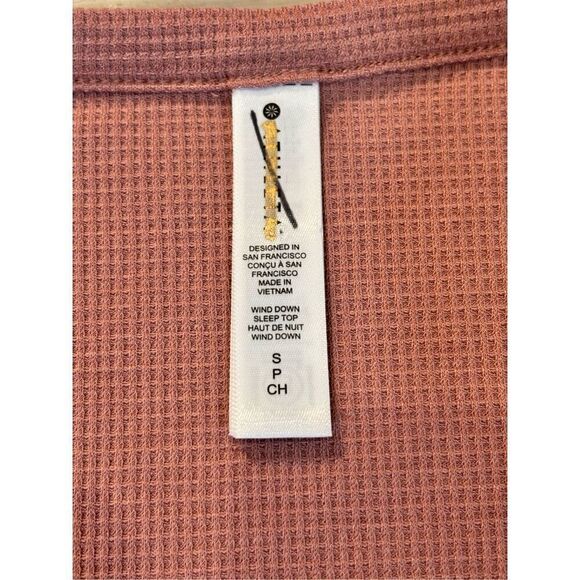 DESIGNED IN
SAN FRANCISCO
CONÇU À SAN
FRANCISCO
MADE IN
VIETNAM
WIND DOWN
SLEEP TOP
HAUT DE NUIT
WIND DOWN
S
P
CH